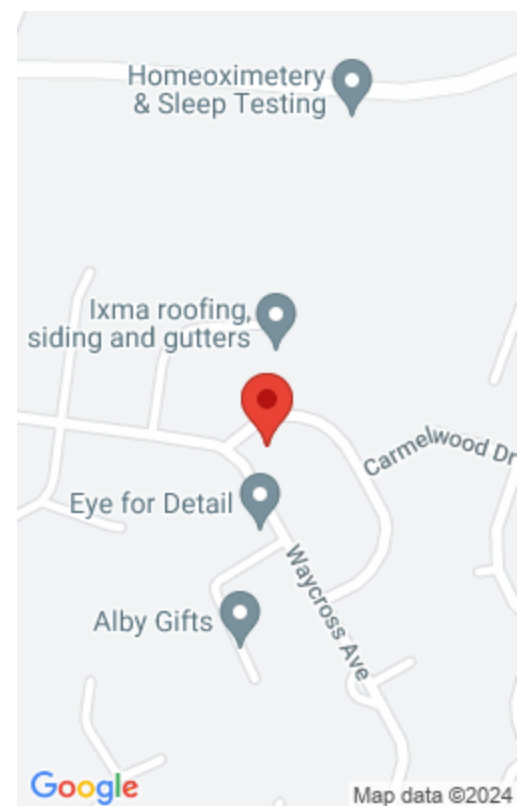 Homeoximetery
& Sleep Testing
Ixma roofing,
siding and gutters
Carmelwood Dr
Eye for Detail
Waycross Ave
Alby Gifts
Google
Map data ©2024